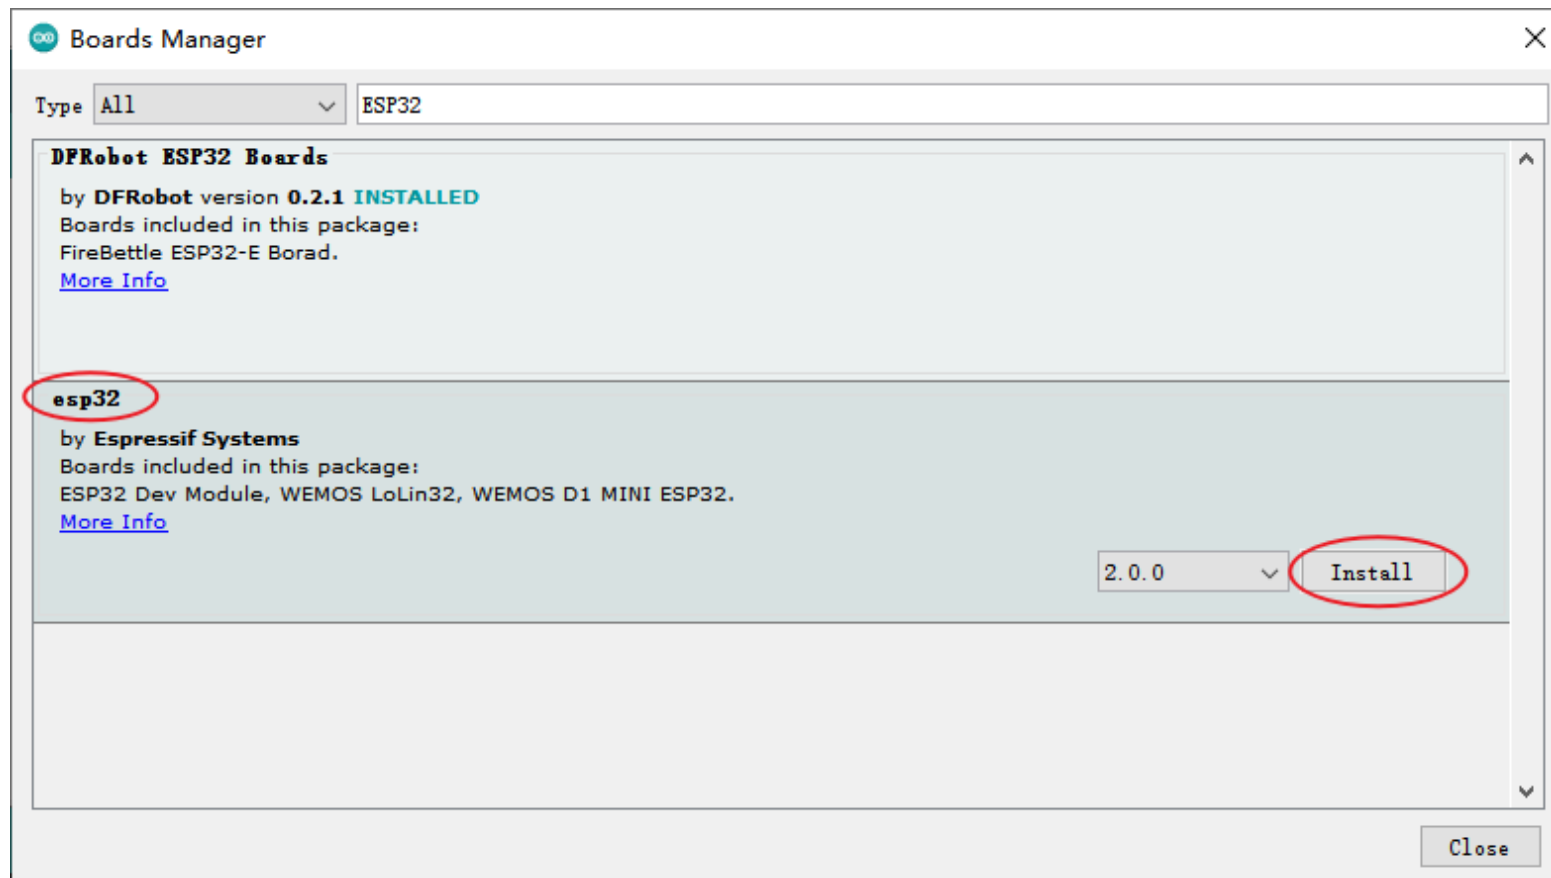 Boards Manager
Type All ESP32
DFRobot ESP32 Boards
by DFRobot version 0.2.1 INSTALLED
Boards included in this package:
FireBettle ESP32-E Borad.
More Info
esp32
by Espressif Systems
Boards included in this package:
ESP32 Dev Module, WEMOS LoLin32, WEMOS D1 MINI ESP32.
More Info
2.0.0 Install
Close